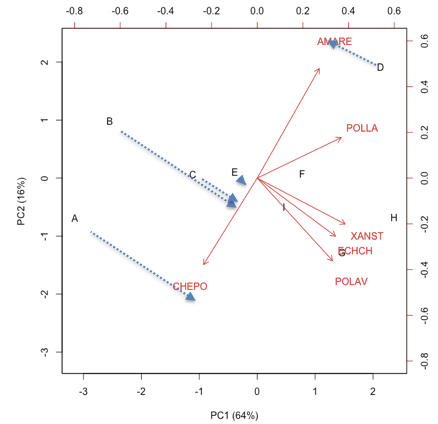 -0.8 -0.6 -0.4 -0.2 0.0 0.2 0.4 0.6
AMARE
D
B
POLLA
C
E
F
I
A
H
XANST
ECHCH
G
CHEPO
POLAV
2
1
0
-1
-2
-3
PC2 (16%)
0.6
0.4
0.2
0.0
-0.2
-0.4
-0.6
-0.8
-3 -2 -1 0 1 2
PC1 (64%)